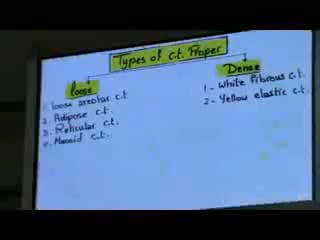 Types of c.t. Proper
loose
1. loose areolar c.t
2. Adipose c.t.
3. Reticular c.t.
4. Mucoid c.t.
Dense
1- White Fibrous c.t.
2- Yellow elastic c.t.